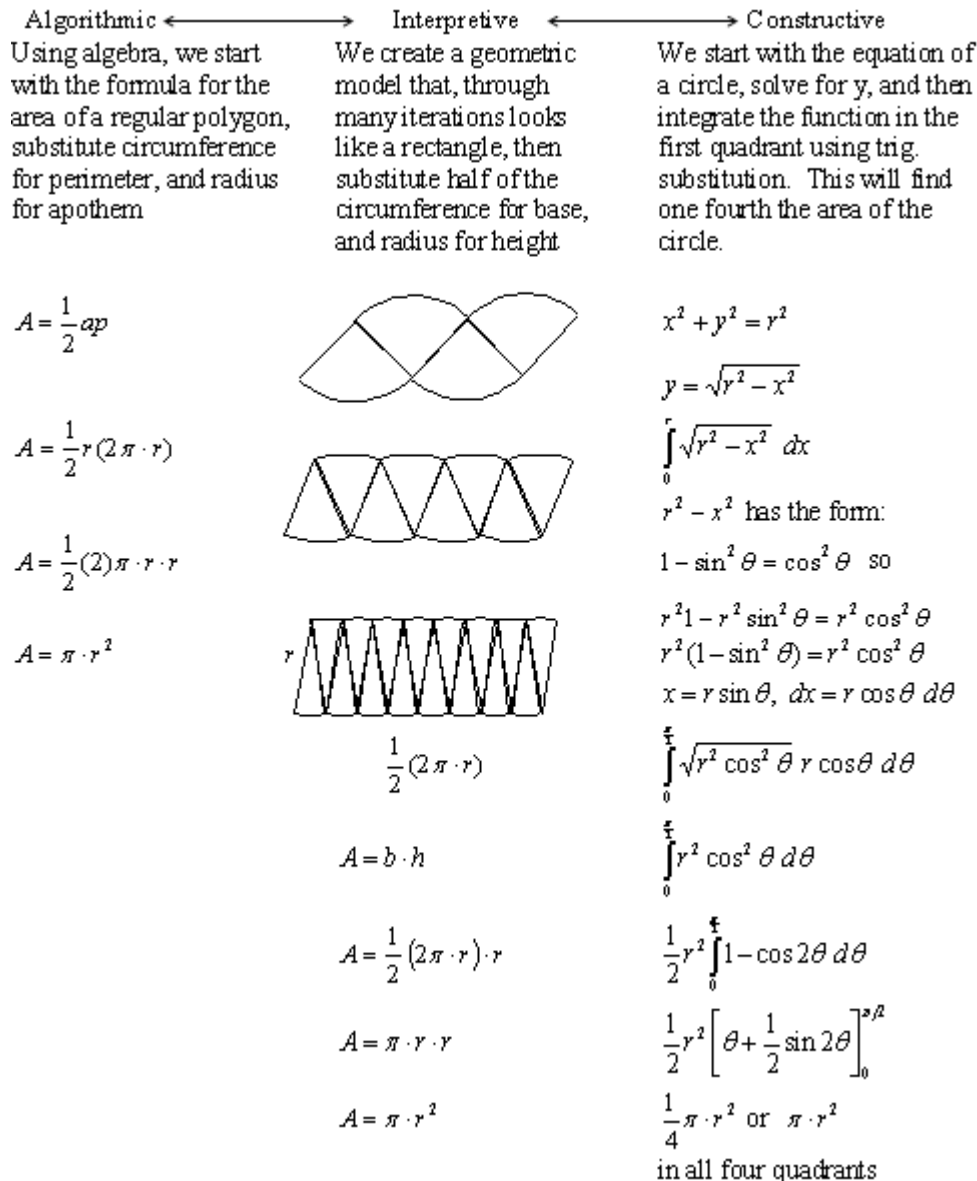 Algorithmic ⟷ Interpretive ⟷ Constructive
Using algebra, we start
with the formula for the
area of a regular polygon,
substitute circumference
for perimeter, and radius
for apothem
A = 1/2 ap
A = 1/2 r(2π · r)
A = 1/2 (2)π · r · r
A = π · r²
We create a geometric
model that, through
many iterations looks
like a rectangle, then
substitute half of the
circumference for base,
and radius for height
r
1/2 (2π · r)
A = b · h
A = 1/2 (2π · r) · r
A = π · r · r
A = π · r²
We start with the equation of
a circle, solve for y, and then
integrate the function in the
first quadrant using trig.
substitution. This will find
one fourth the area of the
circle.
x² + y² = r²
y = √(r² − x²)
∫₀^r √(r² − x²) dx
r² − x² has the form:
1 − sin² θ = cos² θ so
r²1 − r² sin² θ = r² cos² θ
r²(1 − sin² θ) = r² cos² θ
x = r sin θ, dx = r cos θ dθ
∫₀ √(r² cos² θ) r cos θ dθ
∫₀ r² cos² θ dθ
1/2 r² ∫₀ 1 − cos 2θ dθ
1/2 r² [θ + 1/2 sin 2θ]₀^(π/2)
1/4 π · r² or π · r²
in all four quadrants